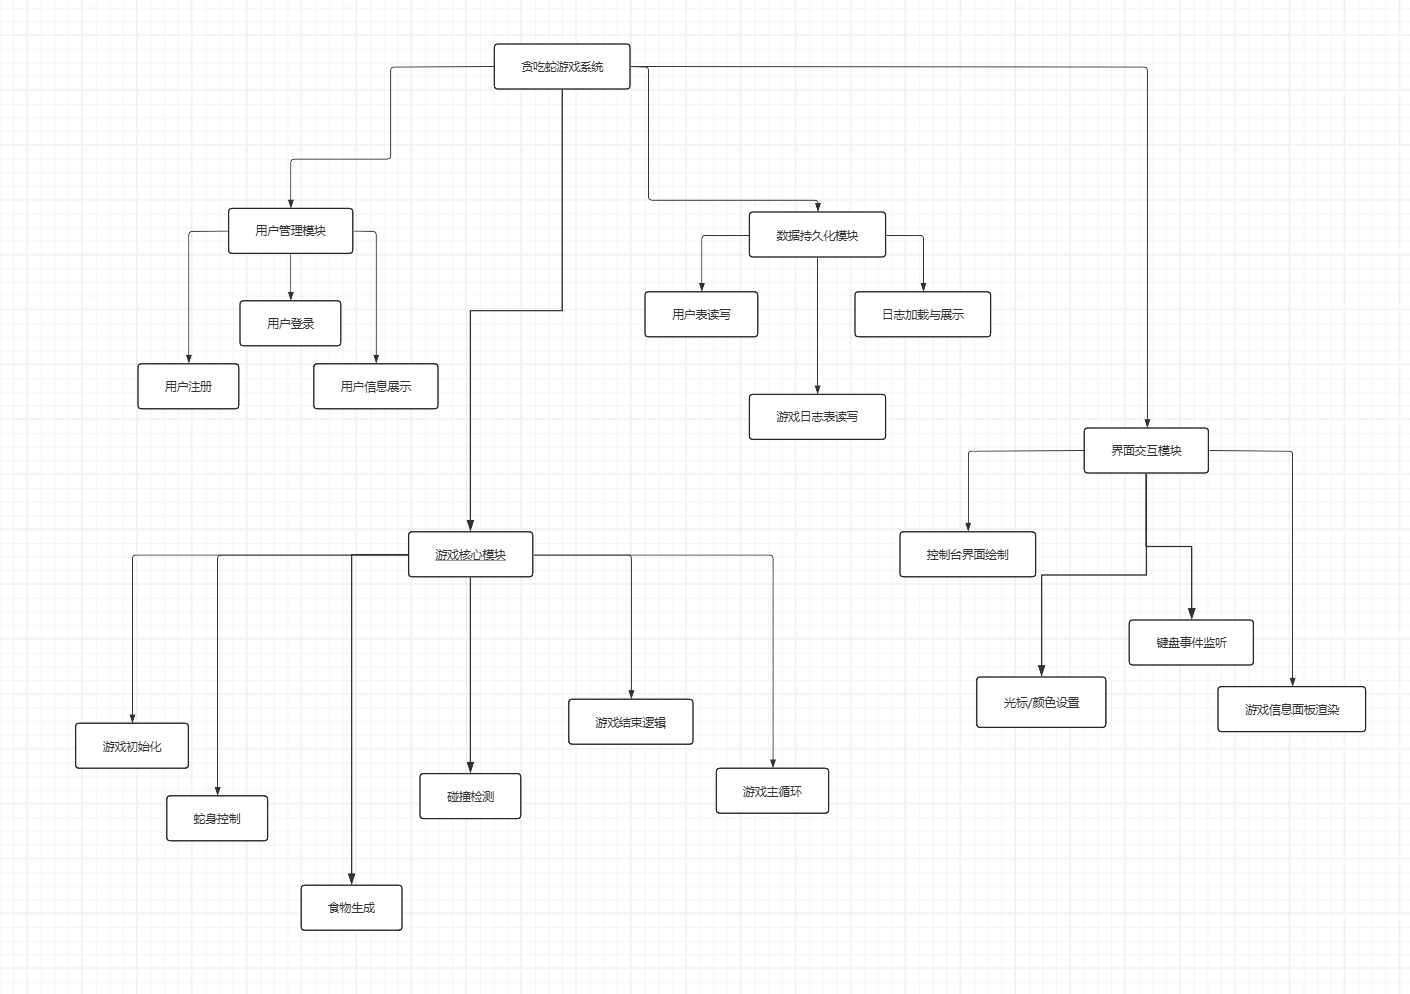 贪吃蛇游戏系统
用户管理模块
数据持久化模块
用户登录
用户表读写
日志加载与展示
用户注册
用户信息展示
游戏日志表读写
界面交互模块
游戏核心模块
控制台界面绘制
键盘事件监听
光标/颜色设置
游戏信息面板渲染
游戏结束逻辑
游戏初始化
游戏主循环
碰撞检测
蛇身控制
食物生成